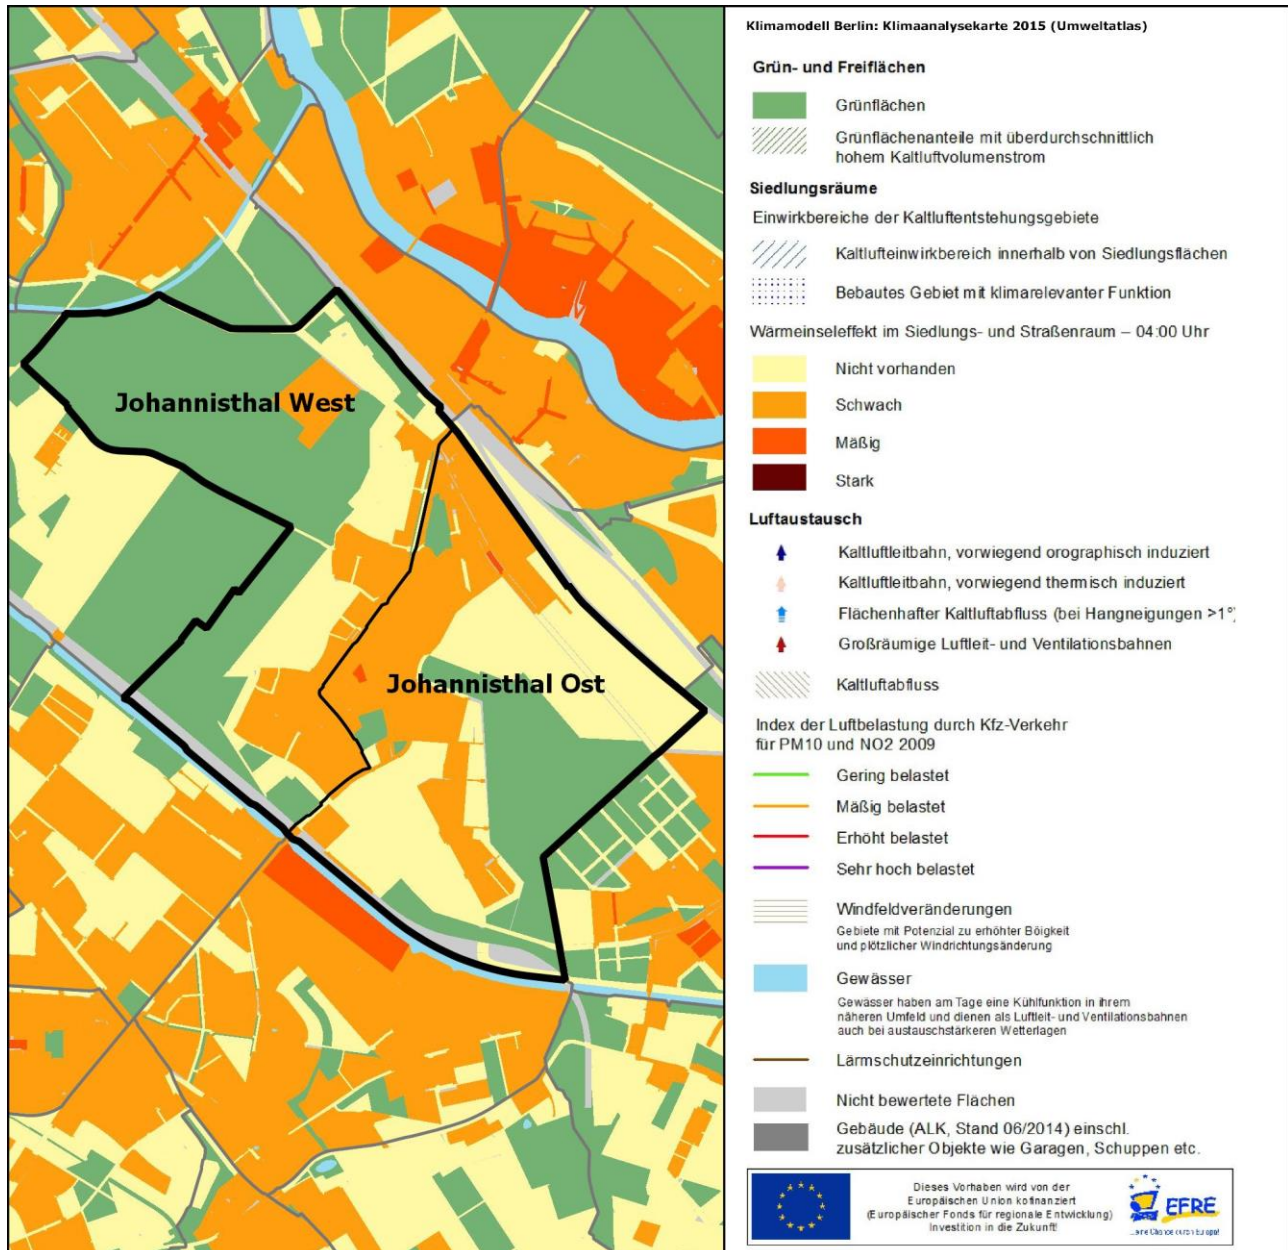 Johannisthal West
Johannisthal Ost
Klimamodell Berlin: Klimaanalysekarte 2015 (Umweltatlas)
Grün- und Freiflächen
Grünflächen
Grünflächenanteile mit überdurchschnittlich
hohem Kaltluftvolumenstrom
Siedlungsräume
Einwirkbereiche der Kaltluftentstehungsgebiete
Kaltlufteinwirkbereich innerhalb von Siedlungsflächen
Bebautes Gebiet mit klimarelevanter Funktion
Wärmeinseleffekt im Siedlungs- und Straßenraum – 04:00 Uhr
Nicht vorhanden
Schwach
Mäßig
Stark
Luftaustausch
Kaltluftleitbahn, vorwiegend orographisch induziert
Kaltluftleitbahn, vorwiegend thermisch induziert
Flächenhafter Kaltluftabfluss (bei Hangneigungen >1°)
Großräumige Luftleit- und Ventilationsbahnen
Kaltluftabfluss
Index der Luftbelastung durch Kfz-Verkehr
für PM10 und NO2 2009
Gering belastet
Mäßig belastet
Erhöht belastet
Sehr hoch belastet
Windfeldveränderungen
Gebiete mit Potenzial zu erhöhter Böigkeit
und plötzlicher Windrichtungsänderung
Gewässer
Gewässer haben am Tage eine Kühlfunktion in ihrem
näheren Umfeld und dienen als Luftleit- und Ventilationsbahnen
auch bei austauschstärkeren Wetterlagen
Lärmschutzeinrichtungen
Nicht bewertete Flächen
Gebäude (ALK, Stand 06/2014) einschl.
zusätzlicher Objekte wie Garagen, Schuppen etc.
Dieses Vorhaben wird von der
Europäischen Union kofinanziert
(Europäischer Fonds für regionale Entwicklung)
Investition in die Zukunft!
EFRE
...eine Chance durch Europa!